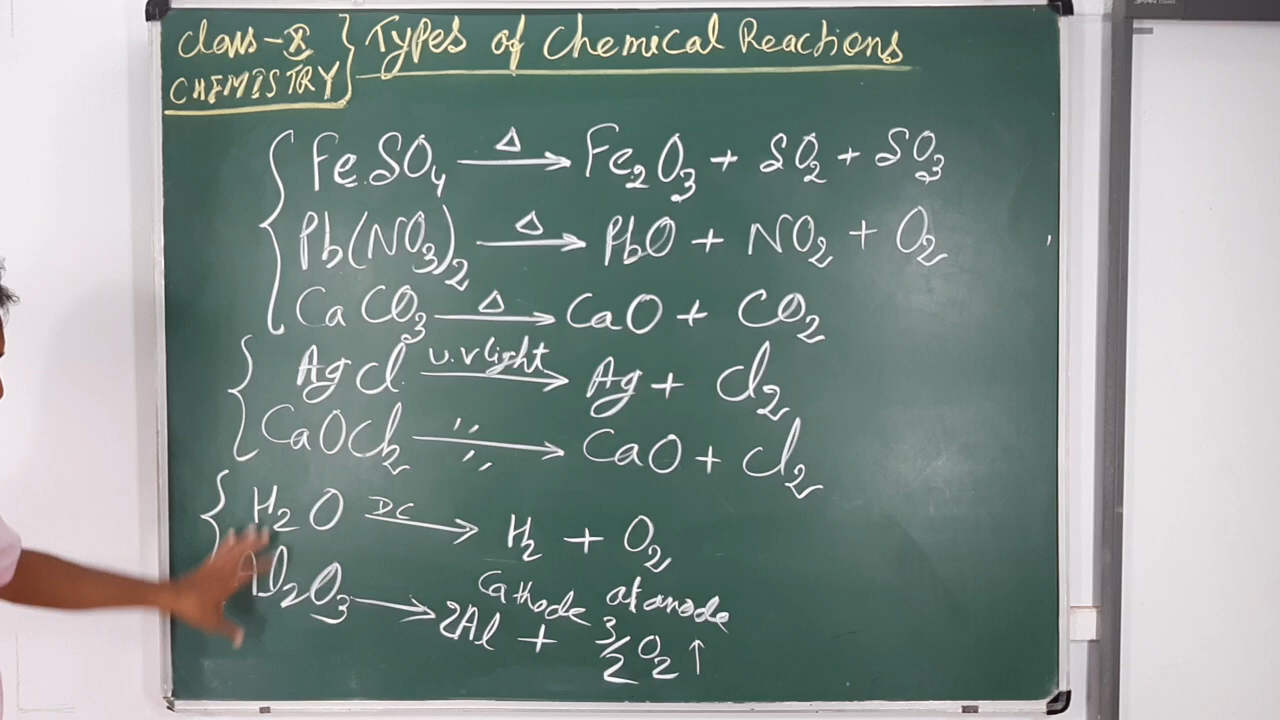 Class-X } Types of Chemical Reactions
CHEMISTRY
FeSO₄ —Δ→ Fe₂O₃ + SO₂ + SO₃
Pb(NO₃)₂ —Δ→ PbO + NO₂ + O₂
CaCO₃ —Δ→ CaO + CO₂
AgCl —u.v light→ Ag + Cl₂
CaOCl₂ —〃→ CaO + Cl₂
H₂O —DC→ H₂ + O₂
Cathode at anode
Al₂O₃ → 2Al + 3/2 O₂ ↑